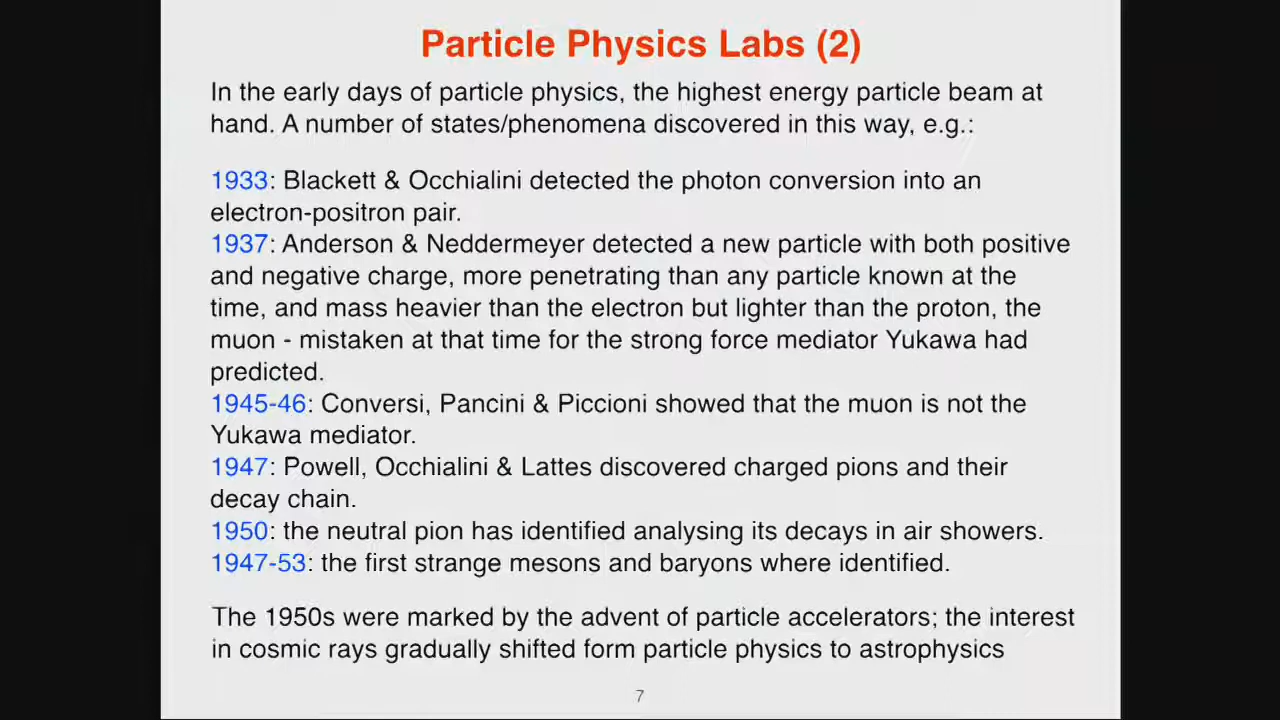 Particle Physics Labs (2)
In the early days of particle physics, the highest energy particle beam at
hand. A number of states/phenomena discovered in this way, e.g.:
1933: Blackett & Occhialini detected the photon conversion into an
electron-positron pair.
1937: Anderson & Neddermeyer detected a new particle with both positive
and negative charge, more penetrating than any particle known at the
time, and mass heavier than the electron but lighter than the proton, the
muon - mistaken at that time for the strong force mediator Yukawa had
predicted.
1945-46: Conversi, Pancini & Piccioni showed that the muon is not the
Yukawa mediator.
1947: Powell, Occhialini & Lattes discovered charged pions and their
decay chain.
1950: the neutral pion has identified analysing its decays in air showers.
1947-53: the first strange mesons and baryons where identified.
The 1950s were marked by the advent of particle accelerators; the interest
in cosmic rays gradually shifted form particle physics to astrophysics
7